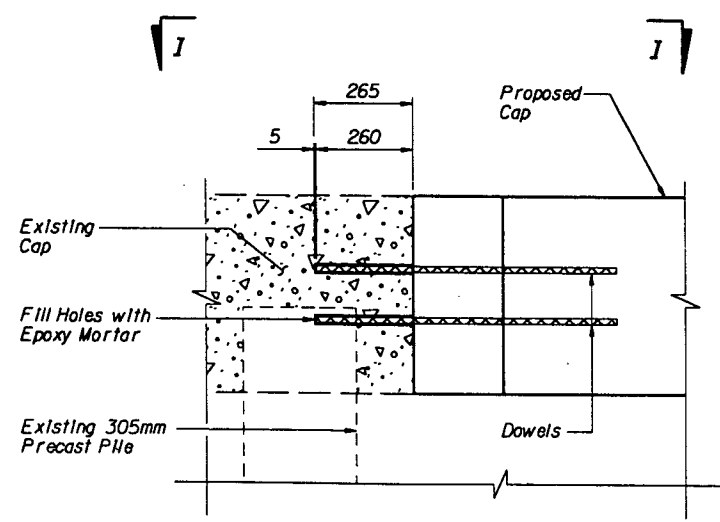 I I
265
Proposed
Cap
5 260
Existing
Cap
Fill Holes with
Epoxy Mortar
Existing 305mm
Precast Pile
Dowels